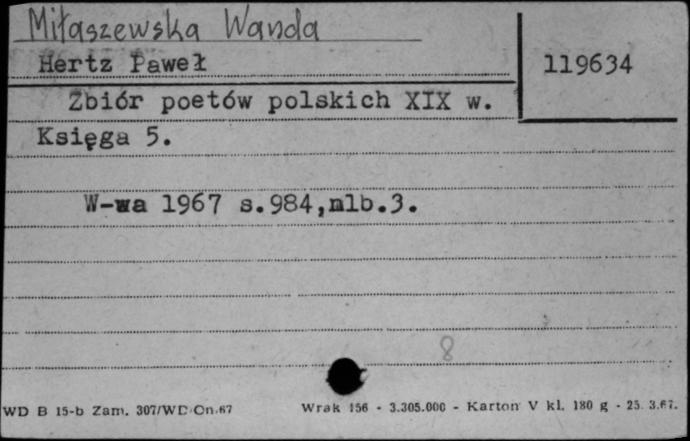 Miłaszewska Wanda
Hertz Paweł
119634
Zbiór poetów polskich XIX w.
Księga 5.
W-wa 1967 s.984,nlb.3.
8
WD B 15-b Zam. 307/WD On.67 Wrak 156 - 3.305.000 - Karton V kl. 180 g - 25. 3.67.